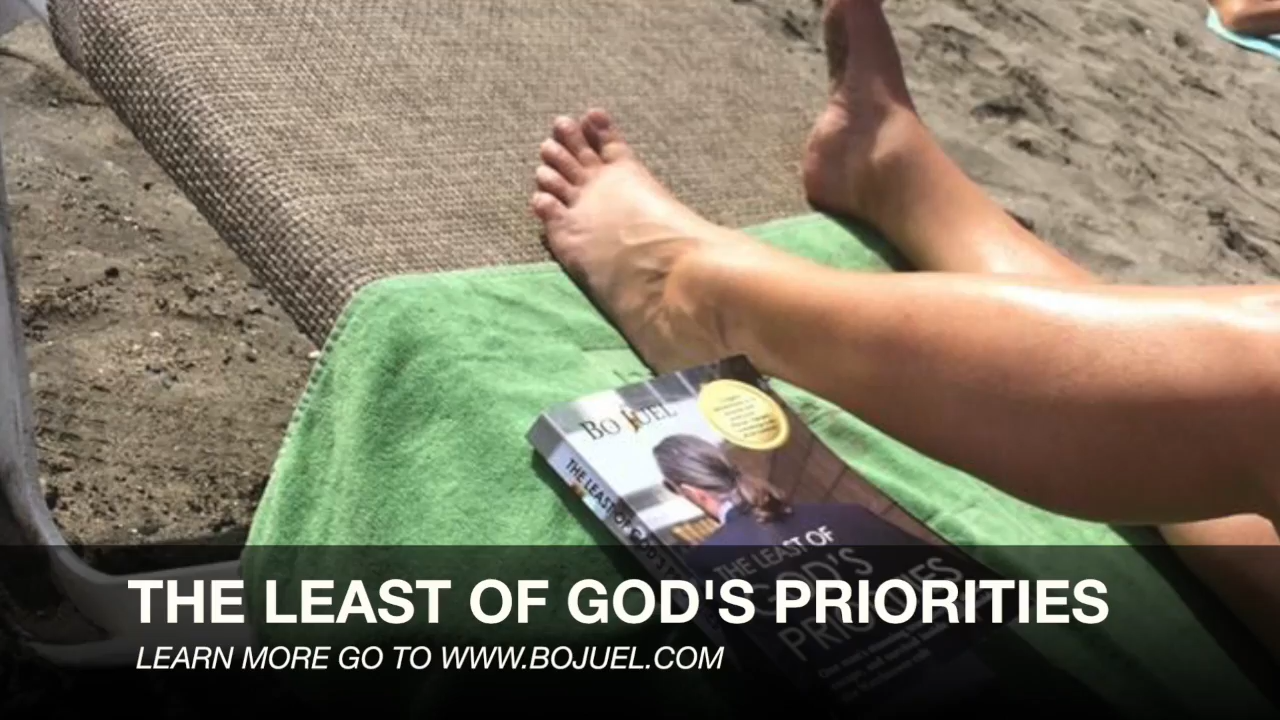 BO JUEL
THE LEAST OF GOD'S
THE LEAST OF
GOD'S
PRIORITIES
THE LEAST OF GOD'S PRIORITIES
LEARN MORE GO TO WWW.BOJUEL.COM